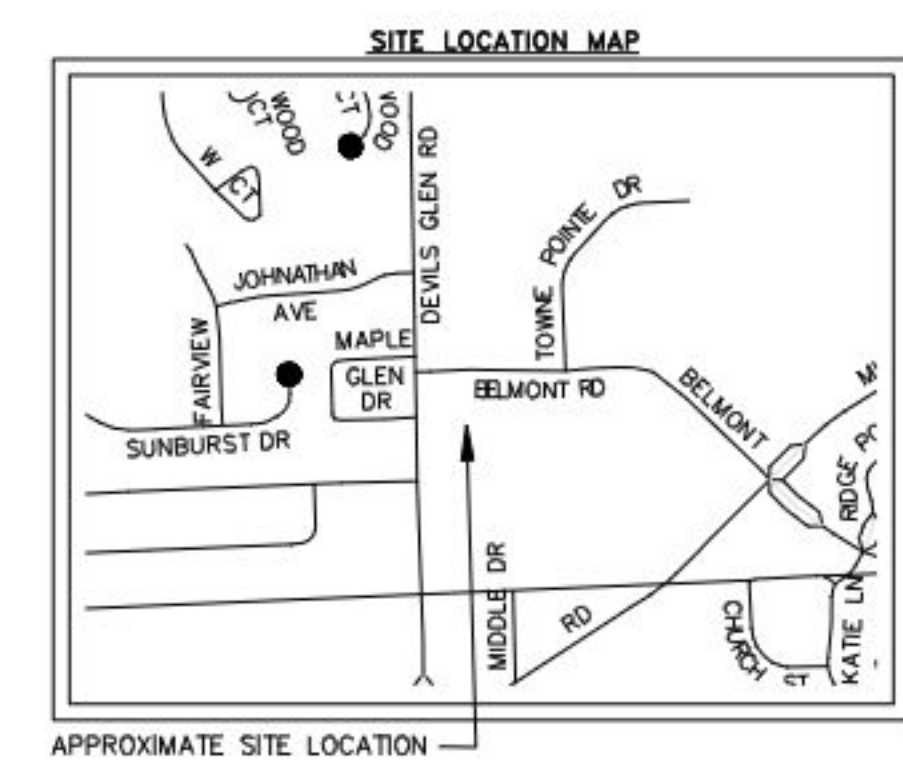 SITE LOCATION MAP
WOOD
CT
CT
W
CT
DEVILS GLEN RD
TOWNE POINTE DR
JOHNATHAN
AVE
FAIRVIEW
MAPLE
GLEN
DR
BELMONT RD
BELMONT
SUNBURST DR
RIDGE
MIDDLE DR
RD
CHURCH
ST
KATIE LN
APPROXIMATE SITE LOCATION